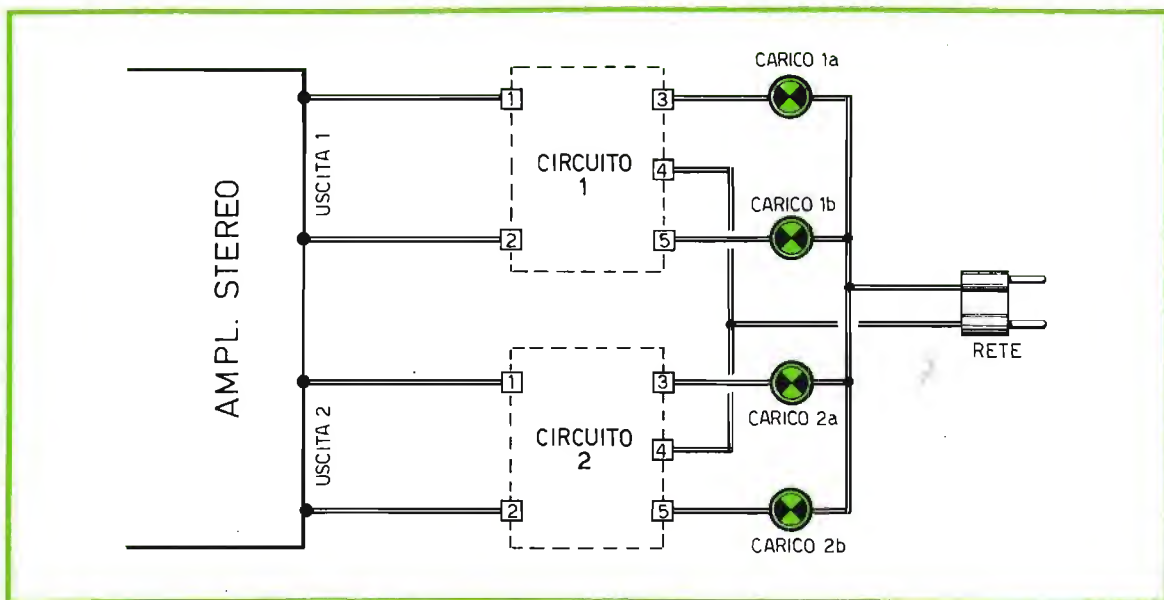 AMPL. STEREO
USCITA 1
USCITA 2
1
2
CIRCUITO
1
3
4
5
1
2
CIRCUITO
2
3
4
5
CARICO 1a
CARICO 1b
CARICO 2a
CARICO 2b
RETE